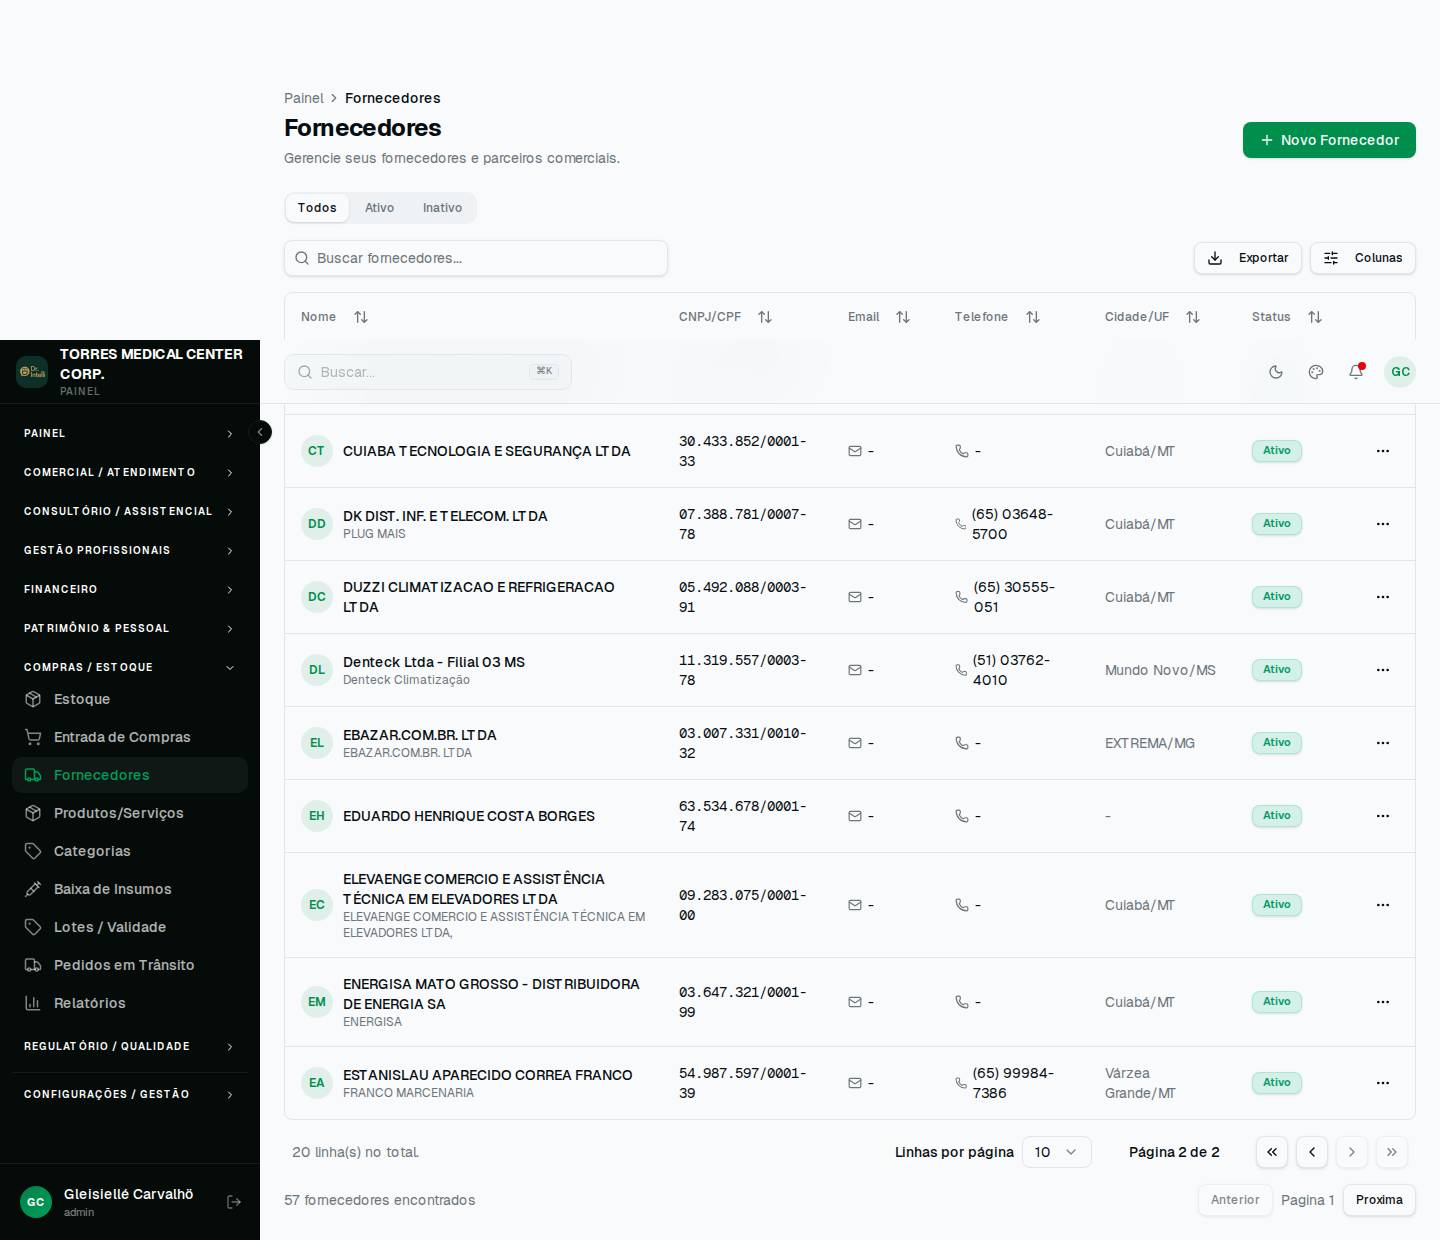 Painel
Fornecedores
Fornecedores
Gerencie seus fornecedores e parceiros comerciais.
Novo Fornecedor
Todos
Ativo
Inativo
Buscar fornecedores...
Exportar
Colunas
Nome
CNPJ/CPF
Email
Telefone
Cidade/UF
Status
TORRES MEDICAL CENTER
CORP.
PAINEL
Buscar...
⌘K
GC
PAINEL
COMERCIAL / ATENDIMENTO
CONSULTÓRIO / ASSISTENCIAL
GESTÃO PROFISSIONAIS
FINANCEIRO
PATRIMÔNIO & PESSOAL
COMPRAS / ESTOQUE
Estoque
Entrada de Compras
Fornecedores
Produtos/Serviços
Categorias
Baixa de Insumos
Lotes / Validade
Pedidos em Trânsito
Relatórios
REGULATÓRIO / QUALIDADE
CONFIGURAÇÕES / GESTÃO
GC
Gleisiellé Carvalhö
admin
CT
CUIABA TECNOLOGIA E SEGURANÇA LTDA
30.433.852/0001-
33
-
-
Cuiabá/MT
Ativo
DD
DK DIST. INF. E TELECOM. LTDA
PLUG MAIS
07.388.781/0007-
78
-
(65) 03648-
5700
Cuiabá/MT
Ativo
DC
DUZZI CLIMATIZACAO E REFRIGERACAO
LTDA
05.492.088/0003-
91
-
(65) 30555-
051
Cuiabá/MT
Ativo
DL
Denteck Ltda - Filial 03 MS
Denteck Climatização
11.319.557/0003-
78
-
(51) 03762-
4010
Mundo Novo/MS
Ativo
EL
EBAZAR.COM.BR. LTDA
EBAZAR.COM.BR. LTDA
03.007.331/0010-
32
-
-
EXTREMA/MG
Ativo
EH
EDUARDO HENRIQUE COSTA BORGES
63.534.678/0001-
74
-
-
-
Ativo
EC
ELEVAENGE COMERCIO E ASSISTÊNCIA
TÉCNICA EM ELEVADORES LTDA
ELEVAENGE COMERCIO E ASSISTÊNCIA TÉCNICA EM
ELEVADORES LTDA,
09.283.075/0001-
00
-
-
Cuiabá/MT
Ativo
EM
ENERGISA MATO GROSSO - DISTRIBUIDORA
DE ENERGIA SA
ENERGISA
03.647.321/0001-
99
-
-
Cuiabá/MT
Ativo
EA
ESTANISLAU APARECIDO CORREA FRANCO
FRANCO MARCENARIA
54.987.597/0001-
39
-
(65) 99984-
7386
Várzea
Grande/MT
Ativo
20 linha(s) no total.
Linhas por página
10
Página 2 de 2
57 fornecedores encontrados
Anterior
Pagina 1
Proxima